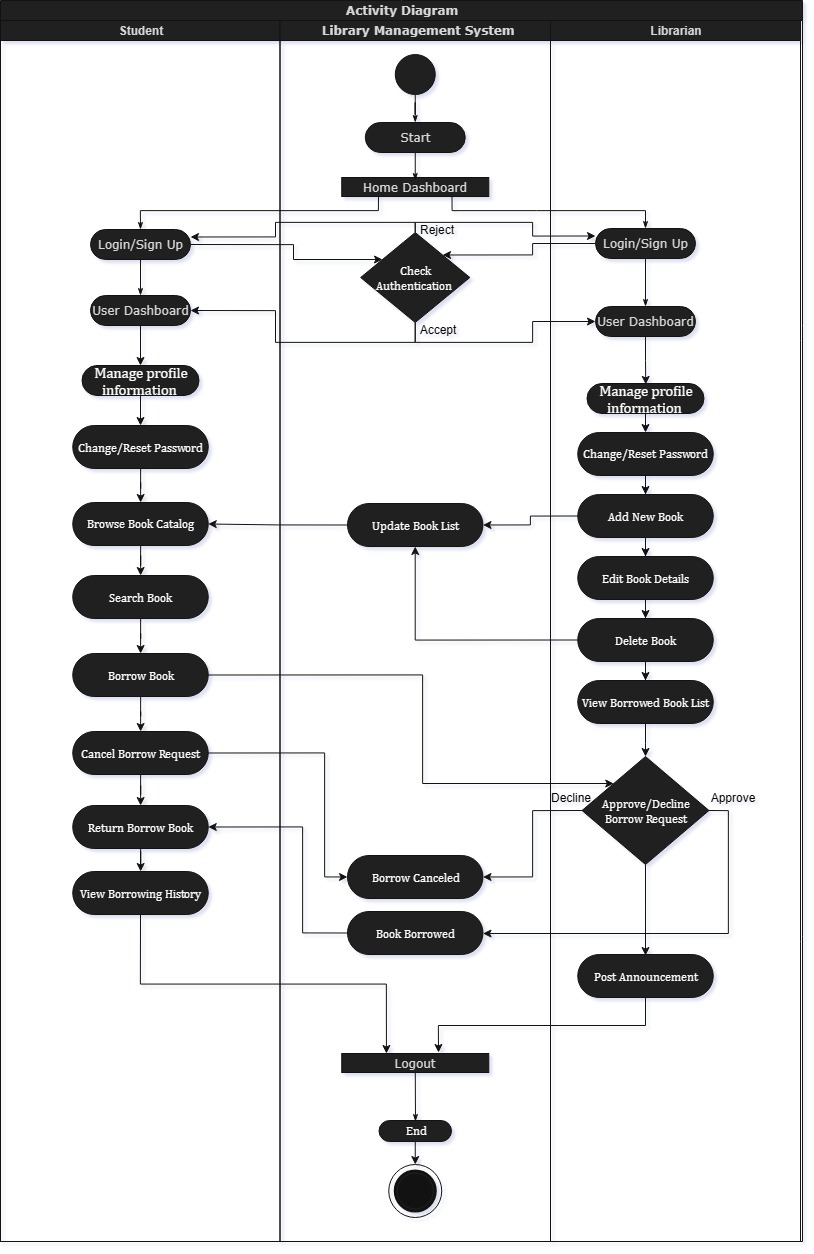 Activity Diagram
Student
Library Management System
Librarian
Start
Home Dashboard
Login/Sign Up
Reject
Login/Sign Up
Check
Authentication
User Dashboard
Accept
User Dashboard
Manage profile
information
Manage profile
information
Change/Reset Password
Change/Reset Password
Browse Book Catalog
Update Book List
Add New Book
Edit Book Details
Search Book
Delete Book
Borrow Book
View Borrowed Book List
Cancel Borrow Request
Decline
Approve/Decline
Borrow Request
Approve
Return Borrow Book
Borrow Canceled
View Borrowing History
Book Borrowed
Post Announcement
Logout
End